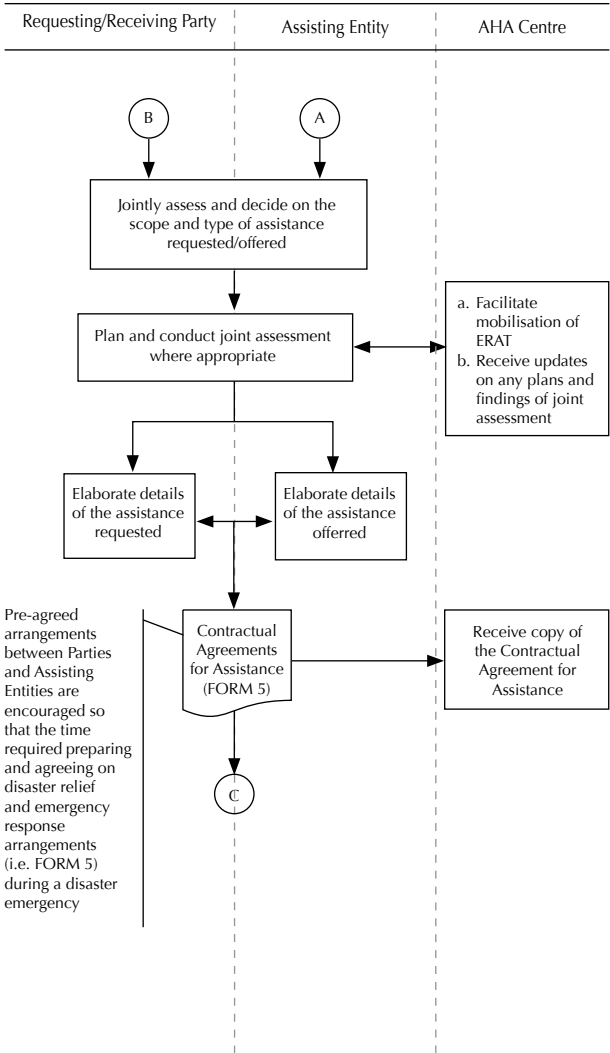 Requesting/Receiving Party
Assisting Entity
AHA Centre
B
A
Jointly assess and decide on the
scope and type of assistance
requested/offered
Plan and conduct joint assessment
where appropriate
a. Facilitate
mobilisation of
ERAT
b. Receive updates
on any plans and
findings of joint
assessment
Elaborate details
of the assistance
requested
Elaborate details
of the assistance
offerred
Pre-agreed
arrangements
between Parties
and Assisting
Entities are
encouraged so
that the time
required preparing
and agreeing on
disaster relief
and emergency
response
arrangements
(i.e. FORM 5)
during a disaster
emergency
Contractual
Agreements
for Assistance
(FORM 5)
Receive copy of
the Contractual
Agreement for
Assistance
C